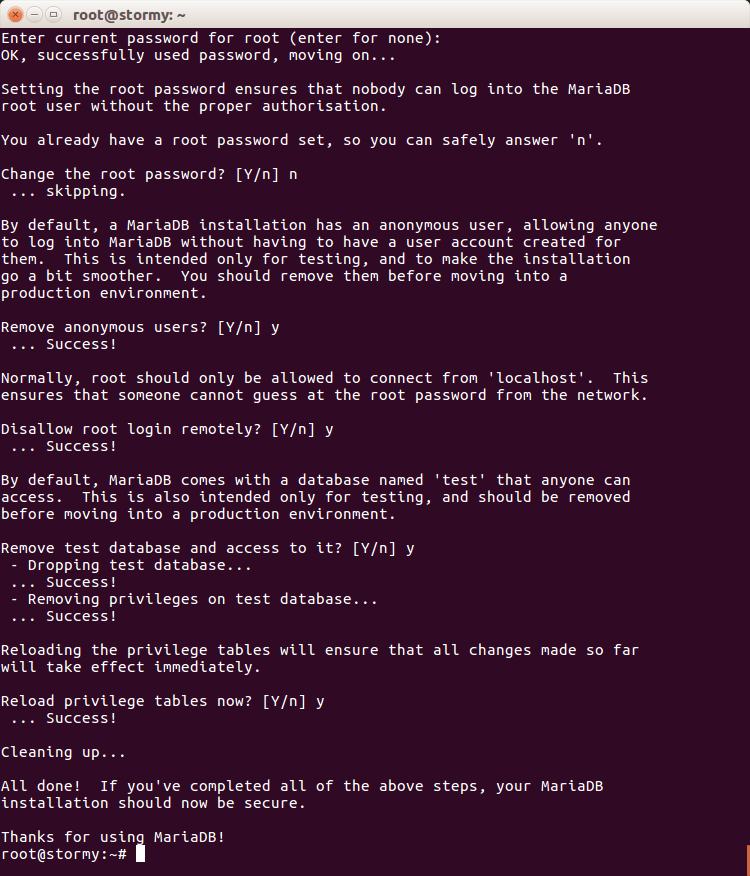 root@stormy: ~
Enter current password for root (enter for none):
OK, successfully used password, moving on...
Setting the root password ensures that nobody can log into the MariaDB
root user without the proper authorisation.
You already have a root password set, so you can safely answer 'n'.
Change the root password? [Y/n] n
 ... skipping.
By default, a MariaDB installation has an anonymous user, allowing anyone
to log into MariaDB without having to have a user account created for
them.  This is intended only for testing, and to make the installation
go a bit smoother.  You should remove them before moving into a
production environment.
Remove anonymous users? [Y/n] y
 ... Success!
Normally, root should only be allowed to connect from 'localhost'.  This
ensures that someone cannot guess at the root password from the network.
Disallow root login remotely? [Y/n] y
 ... Success!
By default, MariaDB comes with a database named 'test' that anyone can
access.  This is also intended only for testing, and should be removed
before moving into a production environment.
Remove test database and access to it? [Y/n] y
 - Dropping test database...
 ... Success!
 - Removing privileges on test database...
 ... Success!
Reloading the privilege tables will ensure that all changes made so far
will take effect immediately.
Reload privilege tables now? [Y/n] y
 ... Success!
Cleaning up...
All done!  If you've completed all of the above steps, your MariaDB
installation should now be secure.
Thanks for using MariaDB!
root@stormy:~#